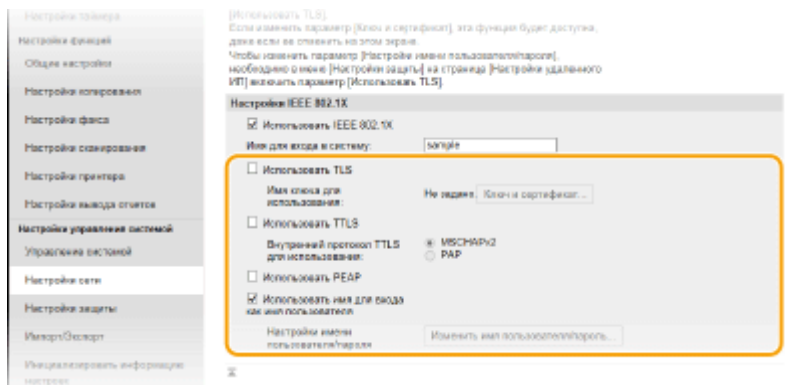 Настройки таймера
Настройки функций
Общие настройки
Настройки копирования
Настройки факса
Настройки сканирования
Настройки принтера
Настройки вывода отчетов
Настройки управления системой
Управление системой
Настройки сети
Настройки защиты
Импорт/Экспорт
Инициализировать информацию
настроек
[Использовать TLS].
Если изменить параметр [Ключ и сертификат], эта функция будет доступна,
даже если ее отменить на этом экране.
Чтобы изменить параметр [Настройки имени пользователя/пароля],
необходимо в меню [Настройки защиты] на странице [Настройки удаленного
ИП] включить параметр [Использовать TLS].
Настройки IEEE 802.1X
Использовать IEEE 802.1X
Имя для входа в систему: sample
Использовать TLS
Имя ключа для Не задано Ключ и сертификат...
использования:
Использовать TTLS
Внутренний протокол TTLS MSCHAPv2
для использования: PAP
Использовать PEAP
Использовать имя для входа
как имя пользователя
Настройки имени Изменить имя пользователя/пароль...
пользователя/пароля